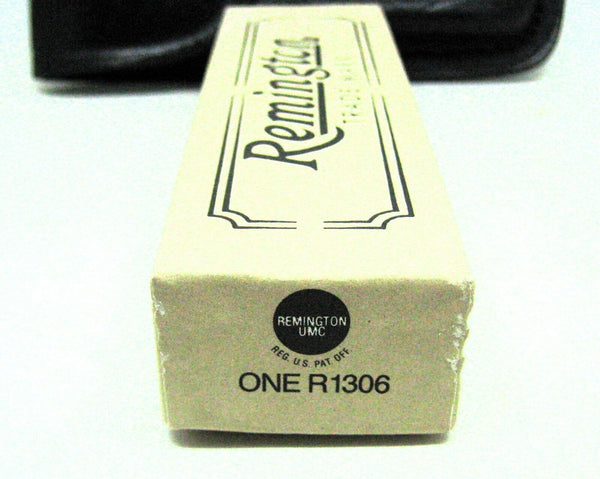 Remington
TRADE MARK
REMINGTON
UMC
REG. U.S. PAT. OFF.
ONE R1306